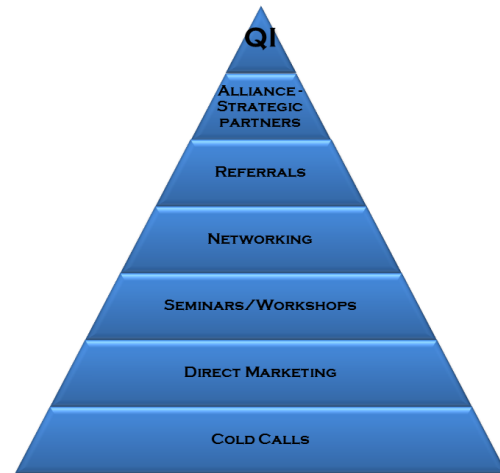 QI
Alliance -
Strategic
partners
Referrals
Networking
Seminars/Workshops
Direct Marketing
Cold Calls